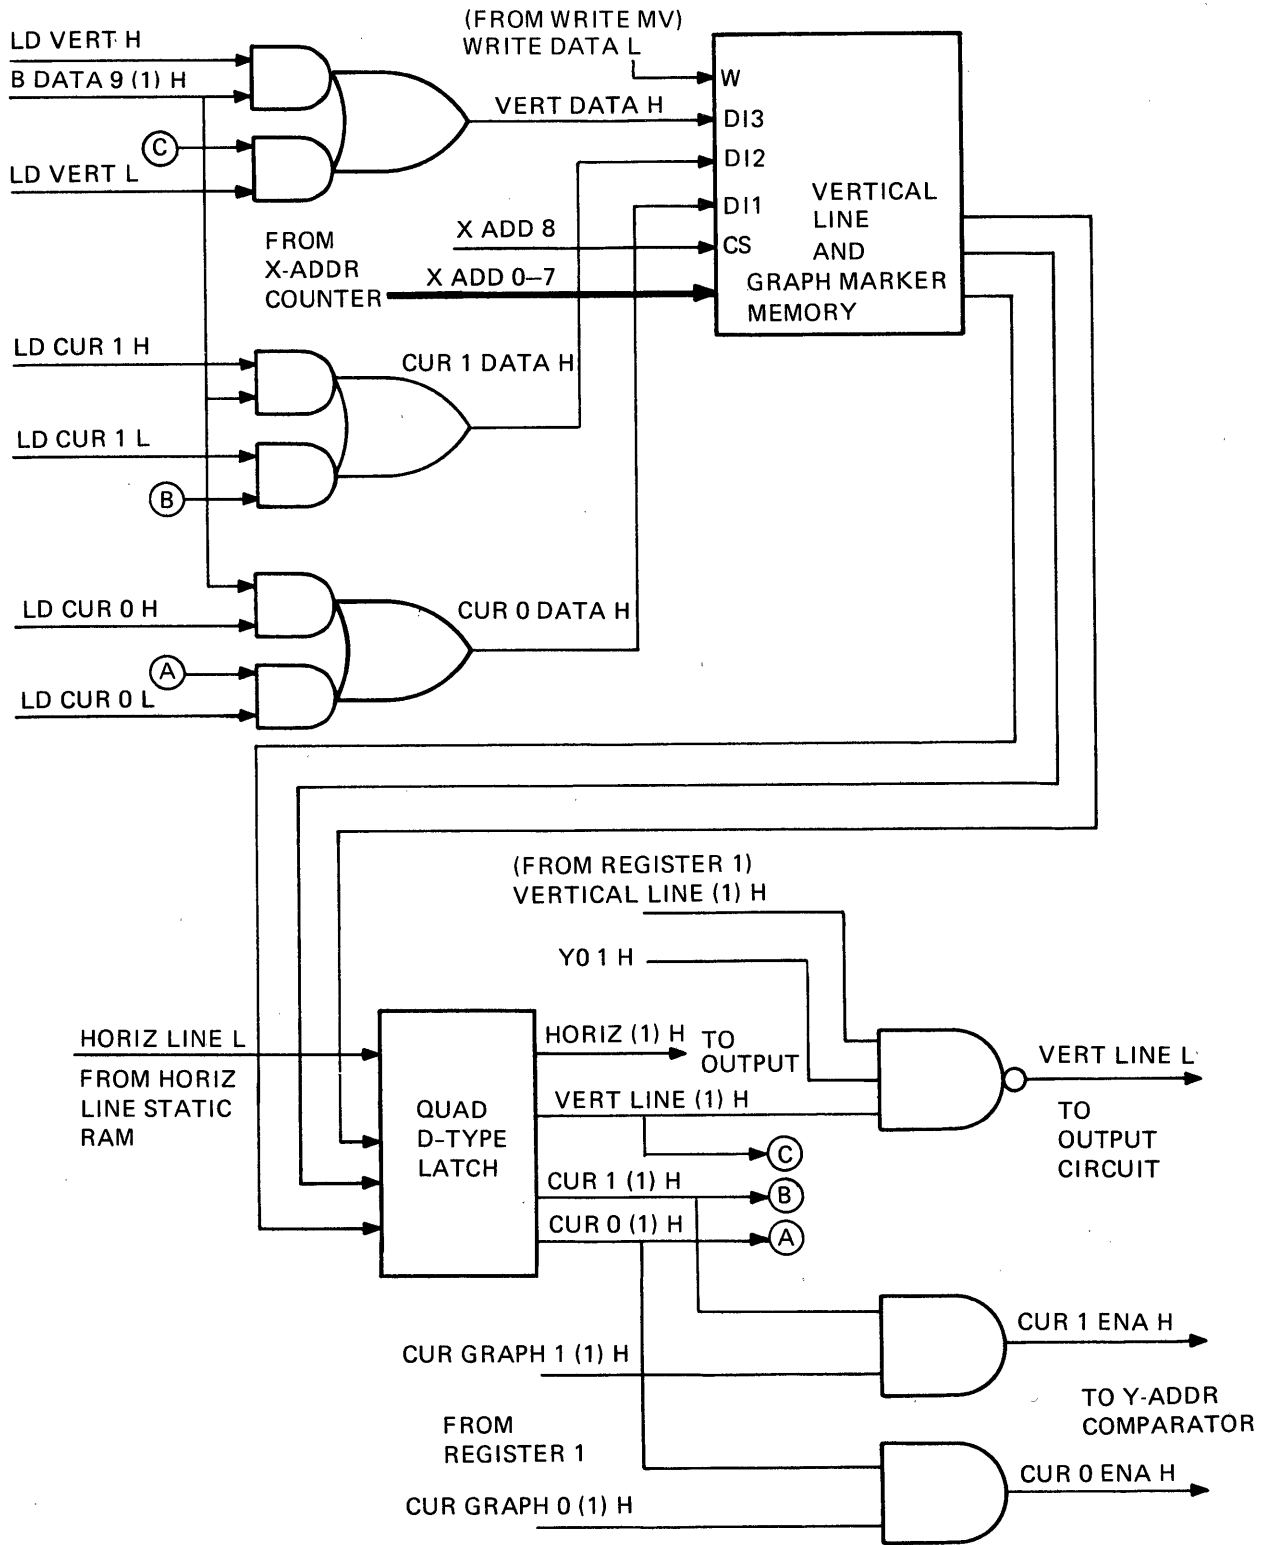 LD VERT H
B DATA 9 (1) H
C
LD VERT L
(FROM WRITE MV)
WRITE DATA L
VERT DATA H
W
DI3
DI2
DI1
CS
VERTICAL
LINE
AND
GRAPH MARKER
MEMORY
FROM
X-ADDR
COUNTER
X ADD 8
X ADD 0–7
LD CUR 1 H
CUR 1 DATA H
LD CUR 1 L
B
LD CUR 0 H
CUR 0 DATA H
A
LD CUR 0 L
(FROM REGISTER 1)
VERTICAL LINE (1) H
Y0 1 H
HORIZ LINE L
FROM HORIZ
LINE STATIC
RAM
QUAD
D-TYPE
LATCH
HORIZ (1) H
TO
OUTPUT
VERT LINE (1) H
C
CUR 1 (1) H
B
CUR 0 (1) H
A
VERT LINE L
TO
OUTPUT
CIRCUIT
CUR GRAPH 1 (1) H
CUR 1 ENA H
FROM
REGISTER 1
TO Y-ADDR
COMPARATOR
CUR GRAPH 0 (1) H
CUR 0 ENA H